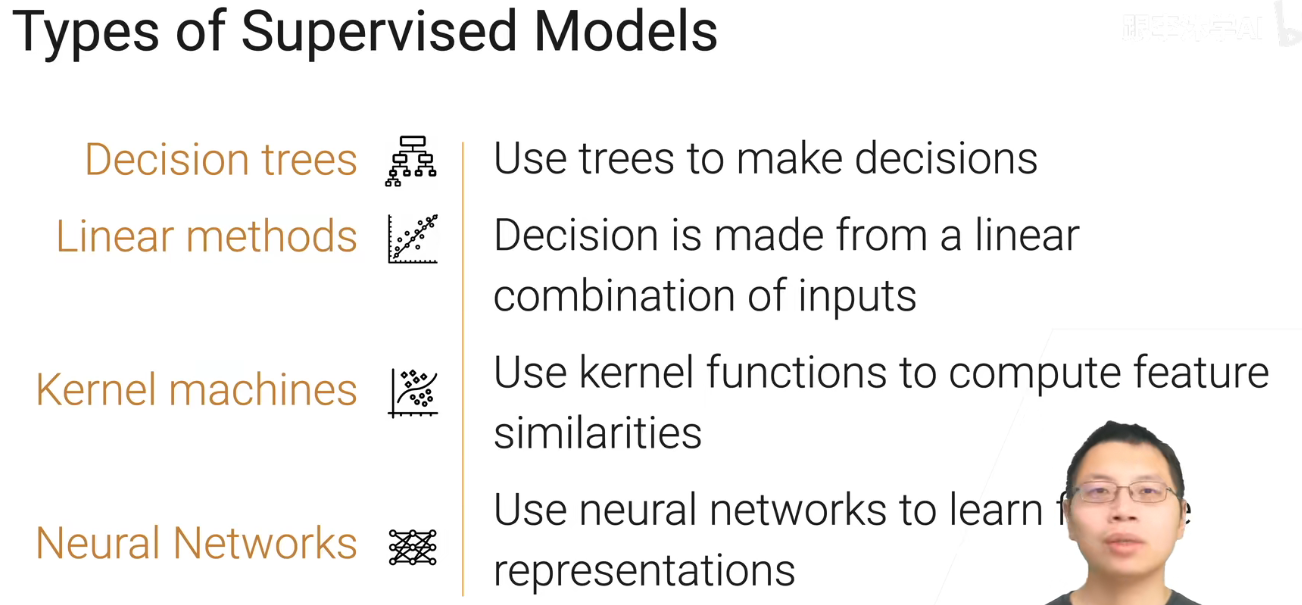 Types of Supervised Models
Decision trees
Use trees to make decisions
Linear methods
Decision is made from a linear
combination of inputs
Kernel machines
Use kernel functions to compute feature
similarities
Neural Networks
Use neural networks to learn
representations